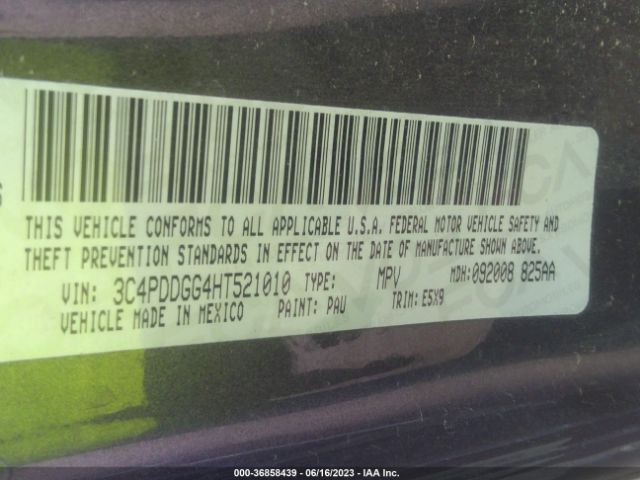 THIS VEHICLE CONFORMS TO ALL APPLICABLE U.S.A. FEDERAL MOTOR VEHICLE SAFETY AND
THEFT PREVENTION STANDARDS IN EFFECT ON THE DATE OF MANUFACTURE SHOWN ABOVE.
VIN: 3C4PDDGG4HT521010 TYPE: MPV MDH:092008 825AA
VEHICLE MADE IN MEXICO PAINT: PAU TRIM: E5X9
000-36858439 - 06/16/2023 - IAA Inc.